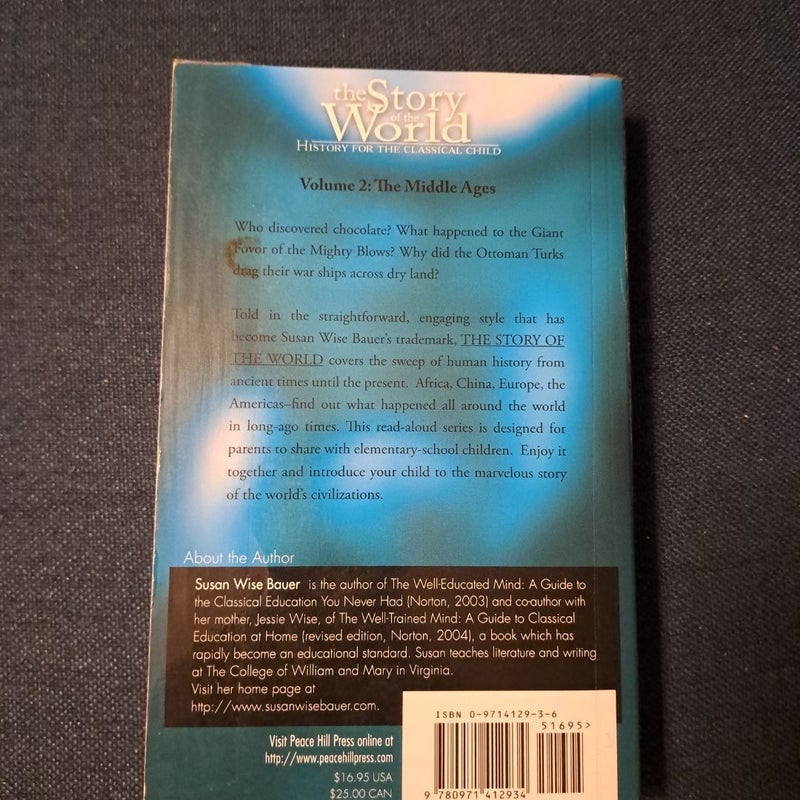 the Story
of the
World
HISTORY FOR THE CLASSICAL CHILD
Volume 2: The Middle Ages
Who discovered chocolate? What happened to the Giant
Fovor of the Mighty Blows? Why did the Ottoman Turks
drag their war ships across dry land?
Told in the straightforward, engaging style that has
become Susan Wise Bauer's trademark, THE STORY OF
THE WORLD covers the sweep of human history from
ancient times until the present. Africa, China, Europe, the
Americas–find out what happened all around the world
in long-ago times. This read-aloud series is designed for
parents to share with elementary-school children. Enjoy it
together and introduce your child to the marvelous story
of the world's civilizations.
About the Author
Susan Wise Bauer is the author of The Well-Educated Mind: A Guide to
the Classical Education You Never Had (Norton, 2003) and co-author with
her mother, Jessie Wise, of The Well-Trained Mind: A Guide to Classical
Education at Home (revised edition, Norton, 2004), a book which has
rapidly become an educational standard. Susan teaches literature and writing
at The College of William and Mary in Virginia.
Visit her home page at
http://www.susanwisebauer.com.
Visit Peace Hill Press online at
http://www.peacehillpress.com
$16.95 USA
$25.00 CAN
ISBN 0-9714129-3-6
51695>
9 780971 412934